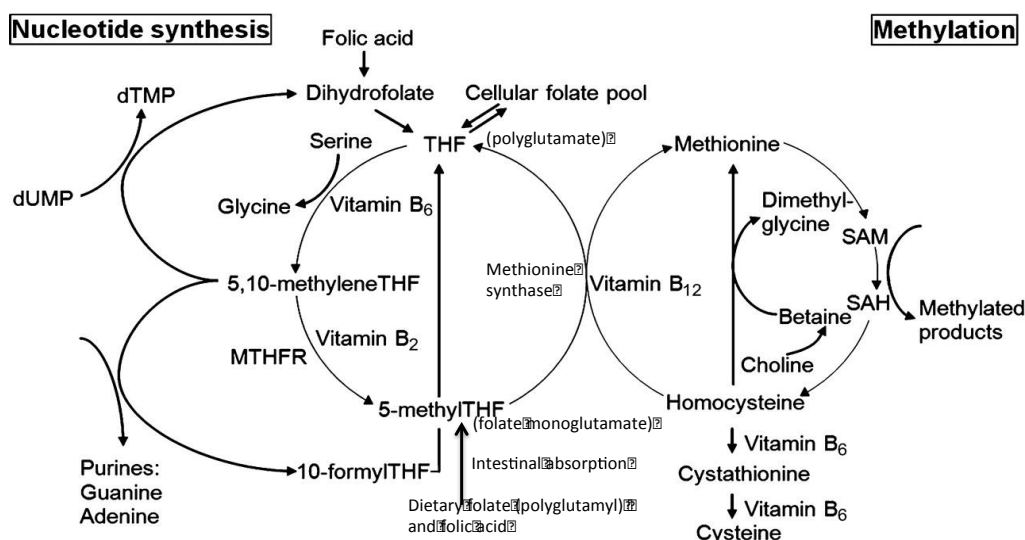 Nucleotide synthesis
Methylation
Folic acid
dTMP
Dihydrofolate
Cellular folate pool
Serine
THF
(polyglutamate)
Methionine
dUMP
Glycine
Vitamin B6
Dimethyl-
glycine
SAM
5,10-methyleneTHF
Methionine
synthase
Vitamin B12
SAH
Betaine
Methylated
products
Vitamin B2
MTHFR
Choline
5-methylTHF
(folate monoglutamate)
Homocysteine
Vitamin B6
Purines:
Guanine
Adenine
10-formylTHF
Intestinal absorption
Cystathionine
Dietary folate (polyglutamyl)
and folic acid
Vitamin B6
Cysteine